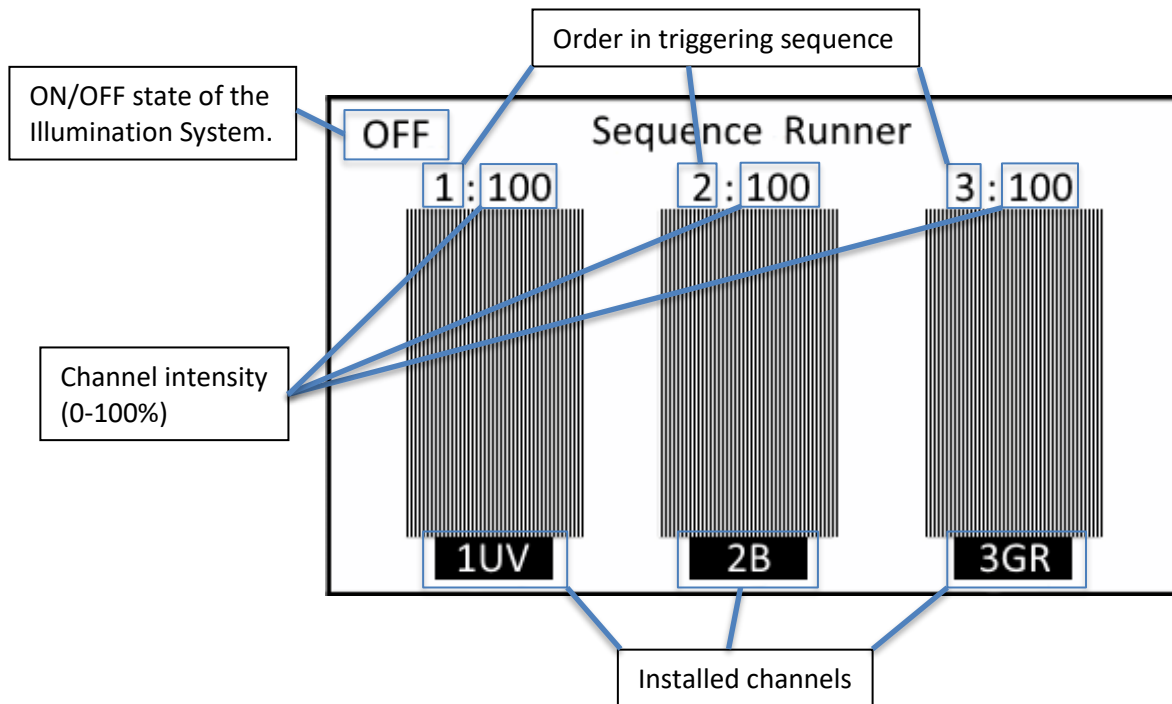 Order in triggering sequence
ON/OFF state of the
Illumination System.
OFF
Sequence Runner
1 : 100
2 : 100
3 : 100
Channel intensity
(0-100%)
1UV
2B
3GR
Installed channels